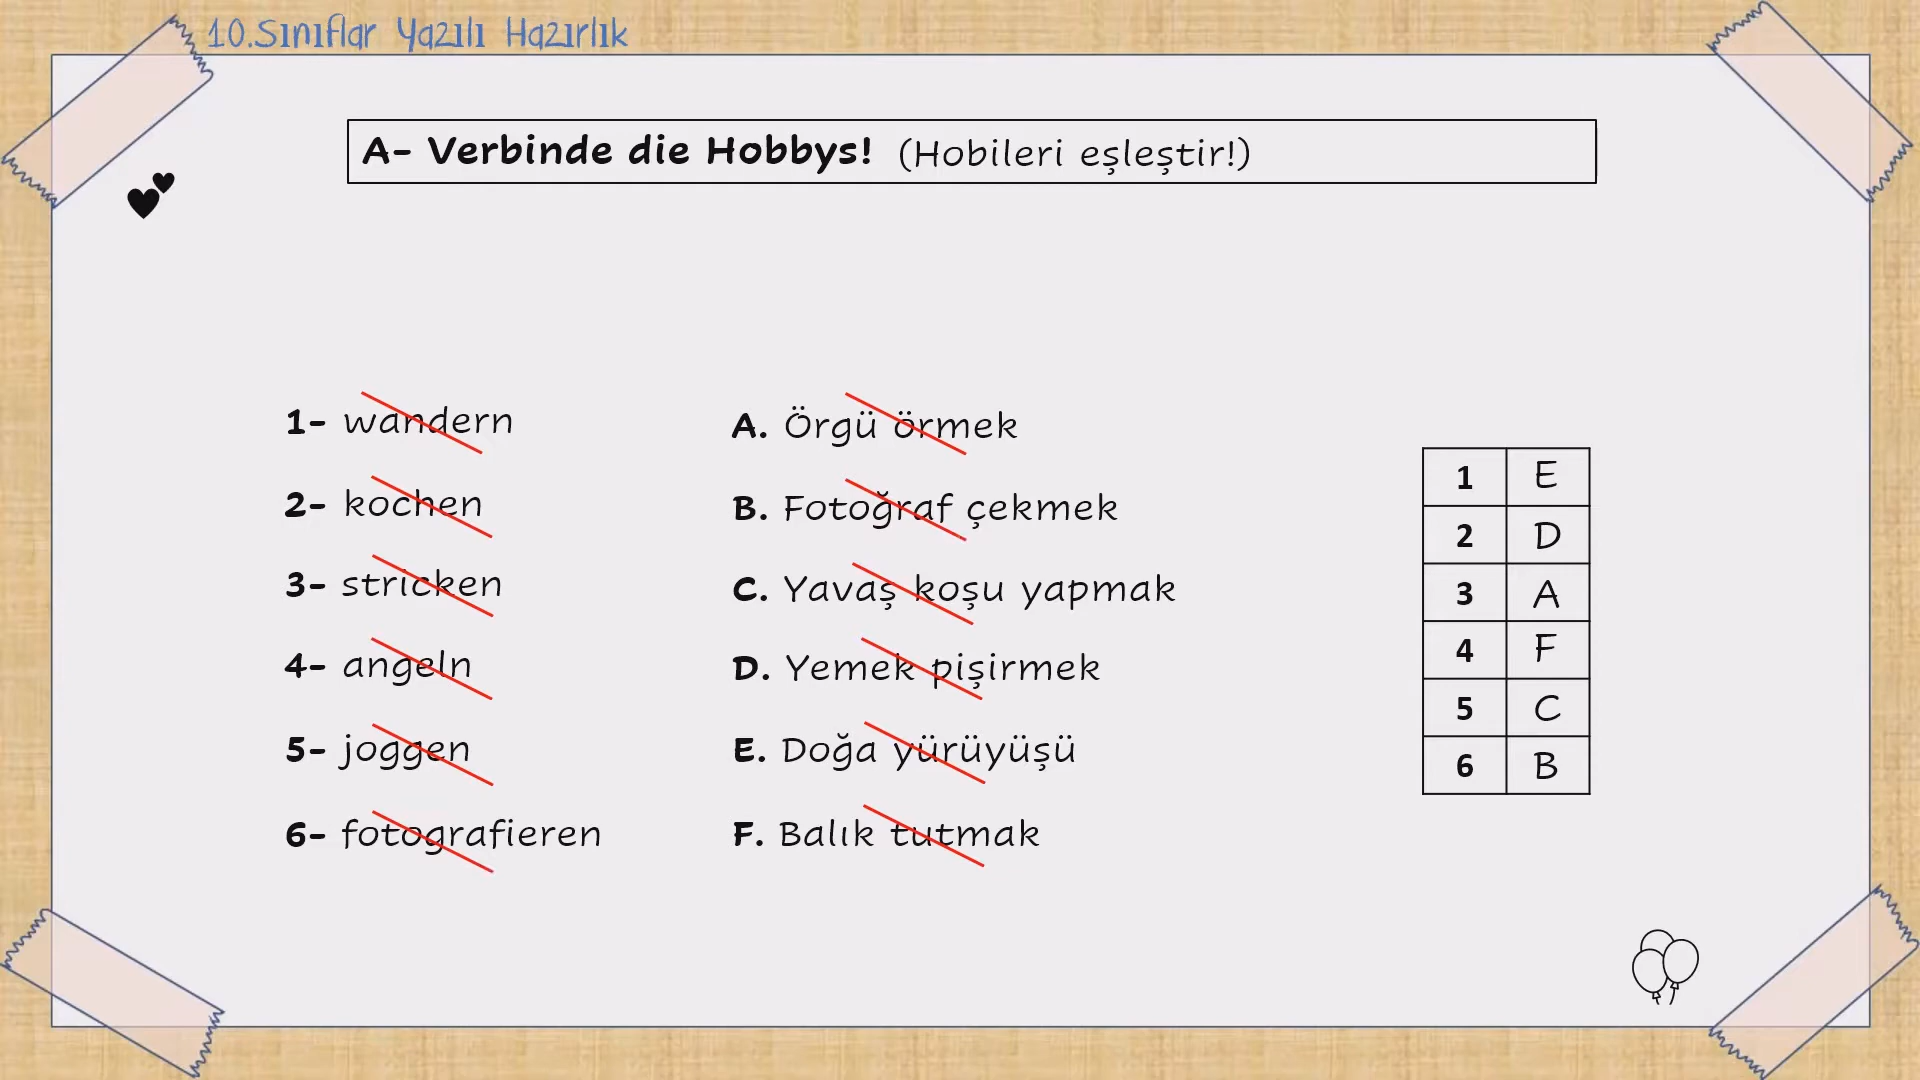 10.Sınıflar Yazılı Hazırlık
A- Verbinde die Hobbys! (Hobileri eşleştir!)
1- wandern
2- kochen
3- stricken
4- angeln
5- joggen
6- fotografieren
A. Örgü örmek
B. Fotoğraf çekmek
C. Yavaş koşu yapmak
D. Yemek pişirmek
E. Doğa yürüyüşü
F. Balık tutmak
1 E
2 D
3 A
4 F
5 C
6 B